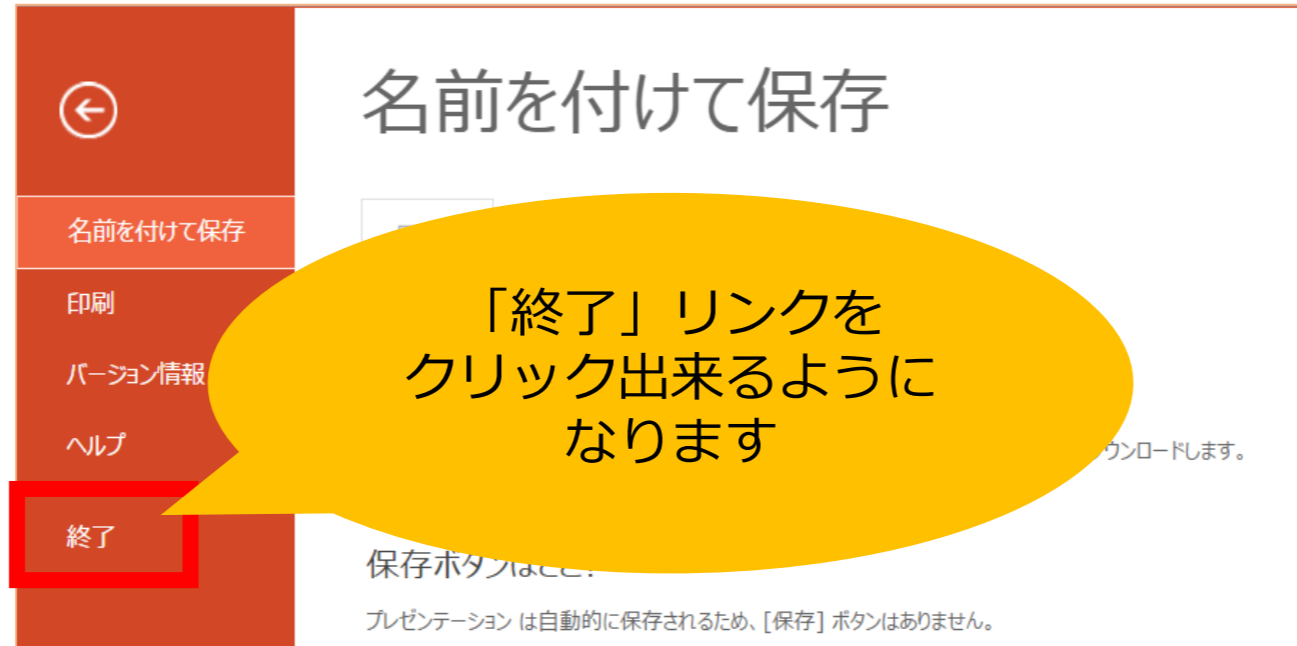 名前を付けて保存
名前を付けて保存
印刷
バージョン情報
ヘルプ
終了
「終了」リンクを
クリック出来るように
なります
ウンロードします。
保存ボタンはどこ?
プレゼンテーション は自動的に保存されるため、[保存] ボタンはありません。